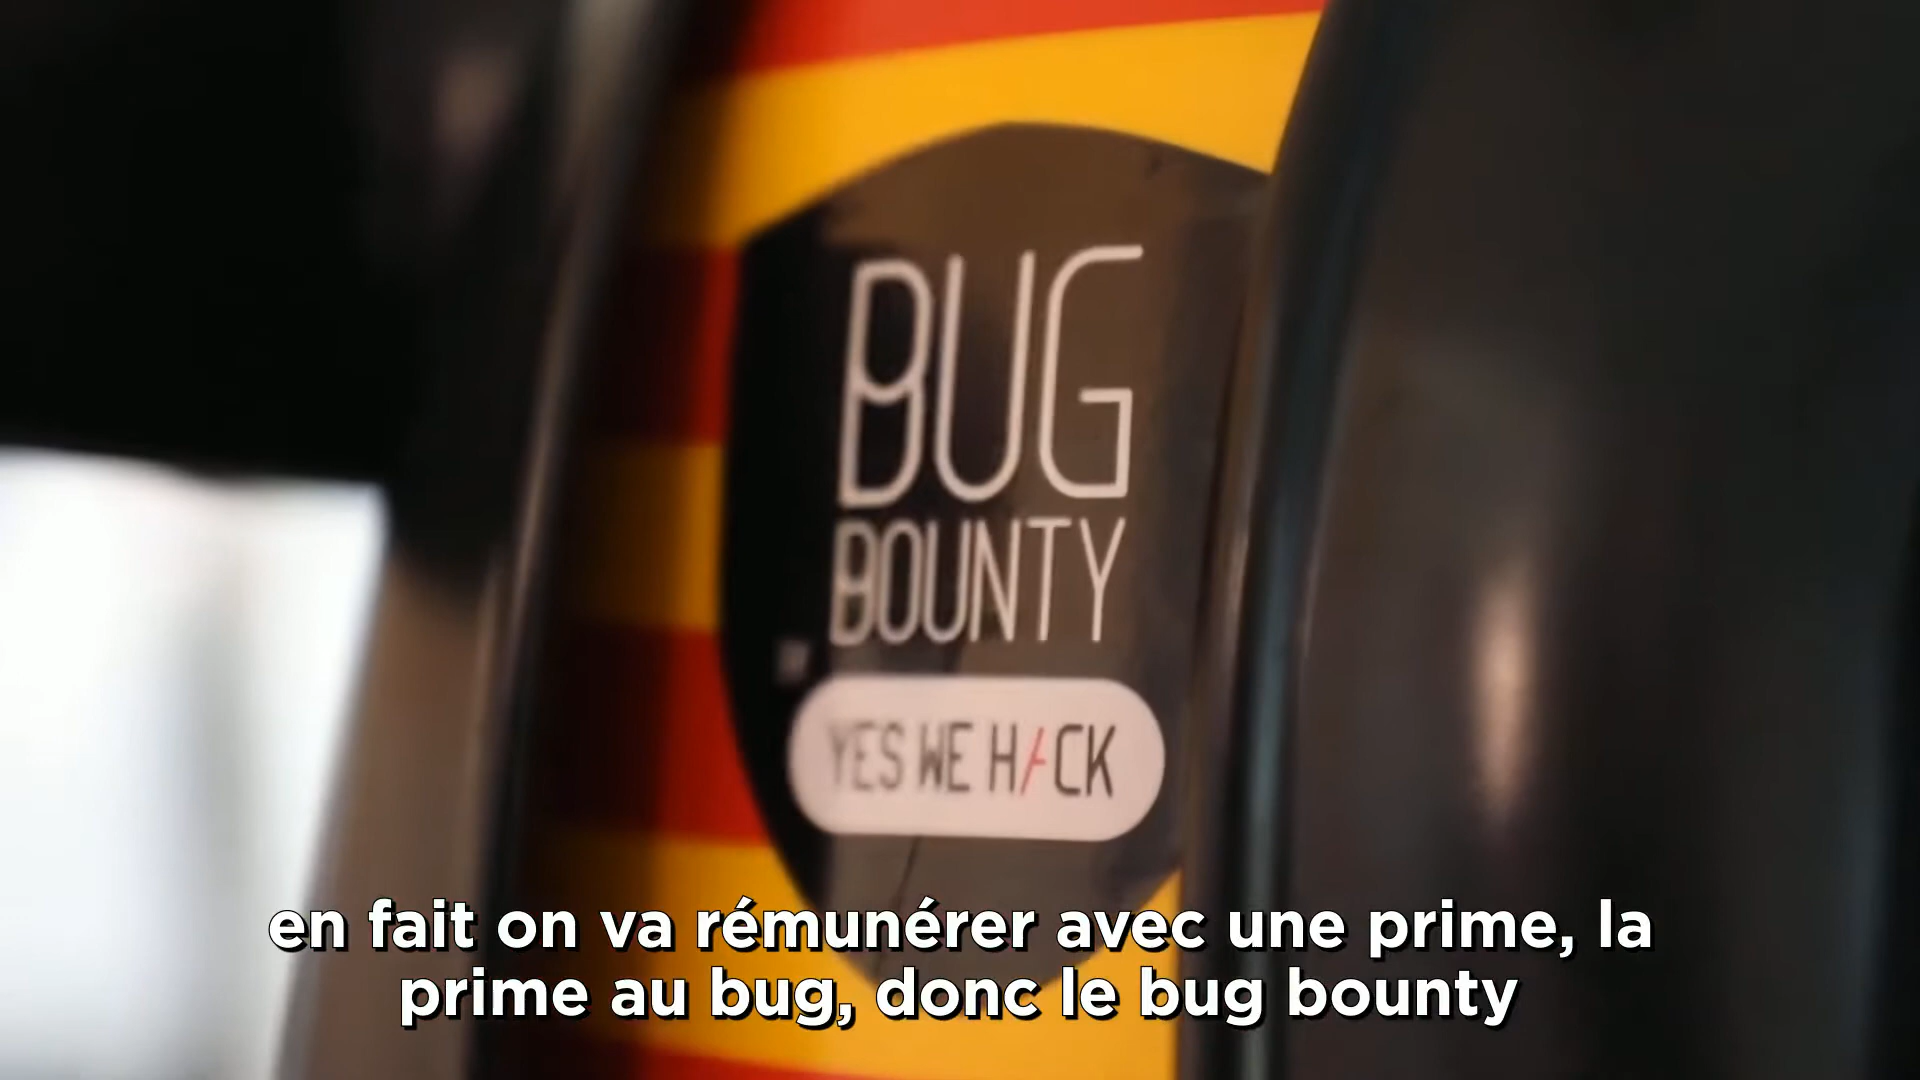 BUG
BOUNTY
YES WE HACK
en fait on va rémunérer avec une prime, la
prime au bug, donc le bug bounty